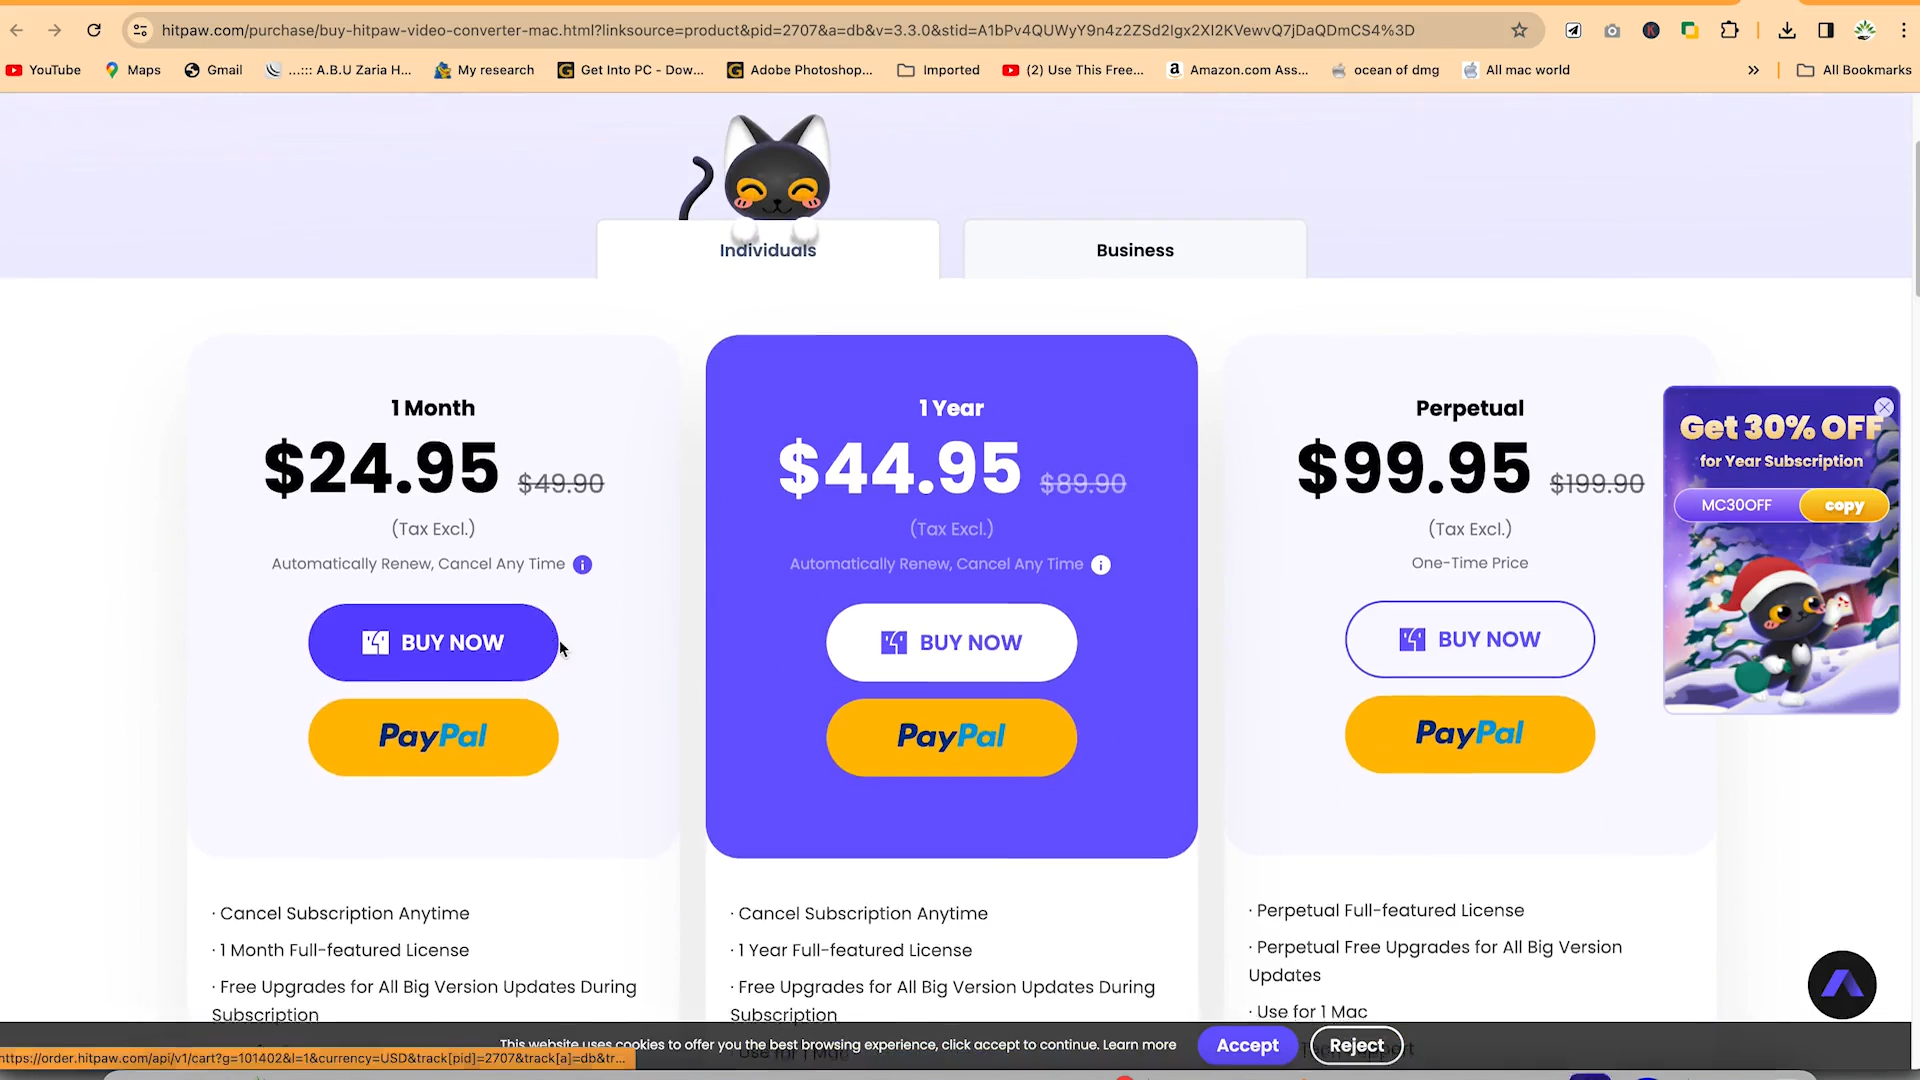 hitpaw.com/purchase/buy-hitpaw-video-converter-mac.html?linksource=product&pid=2707&a=db&v=3.3.0&stid=A1bPv4QUWyY9n4z2ZSd2Igx2XI2KVewvQ7jDaQDmCS4%3D
YouTube Maps Gmail ...::: A.B.U Zaria H... My research Get Into PC - Dow... Adobe Photoshop... Imported (2) Use This Free... Amazon.com Ass... ocean of dmg All mac world » All Bookmarks
Individuals
Business
1 Month
$24.95 $49.90
(Tax Excl.)
Automatically Renew, Cancel Any Time
BUY NOW
PayPal
· Cancel Subscription Anytime
· 1 Month Full-featured License
· Free Upgrades for All Big Version Updates During
Subscription
1 Year
$44.95 $89.90
(Tax Excl.)
Automatically Renew, Cancel Any Time
BUY NOW
PayPal
· Cancel Subscription Anytime
· 1 Year Full-featured License
· Free Upgrades for All Big Version Updates During
Subscription
Perpetual
$99.95 $199.90
(Tax Excl.)
One-Time Price
BUY NOW
PayPal
· Perpetual Full-featured License
· Perpetual Free Upgrades for All Big Version
Updates
· Use for 1 Mac
Get 30% OFF
for Year Subscription
MC30OFF copy
This website uses cookies to offer you the best browsing experience, click accept to continue. Learn more Accept Reject
https://order.hitpaw.com/api/v1/cart?g=101402&l=1&currency=USD&track[pid]=2707&track[a]=db&tr...